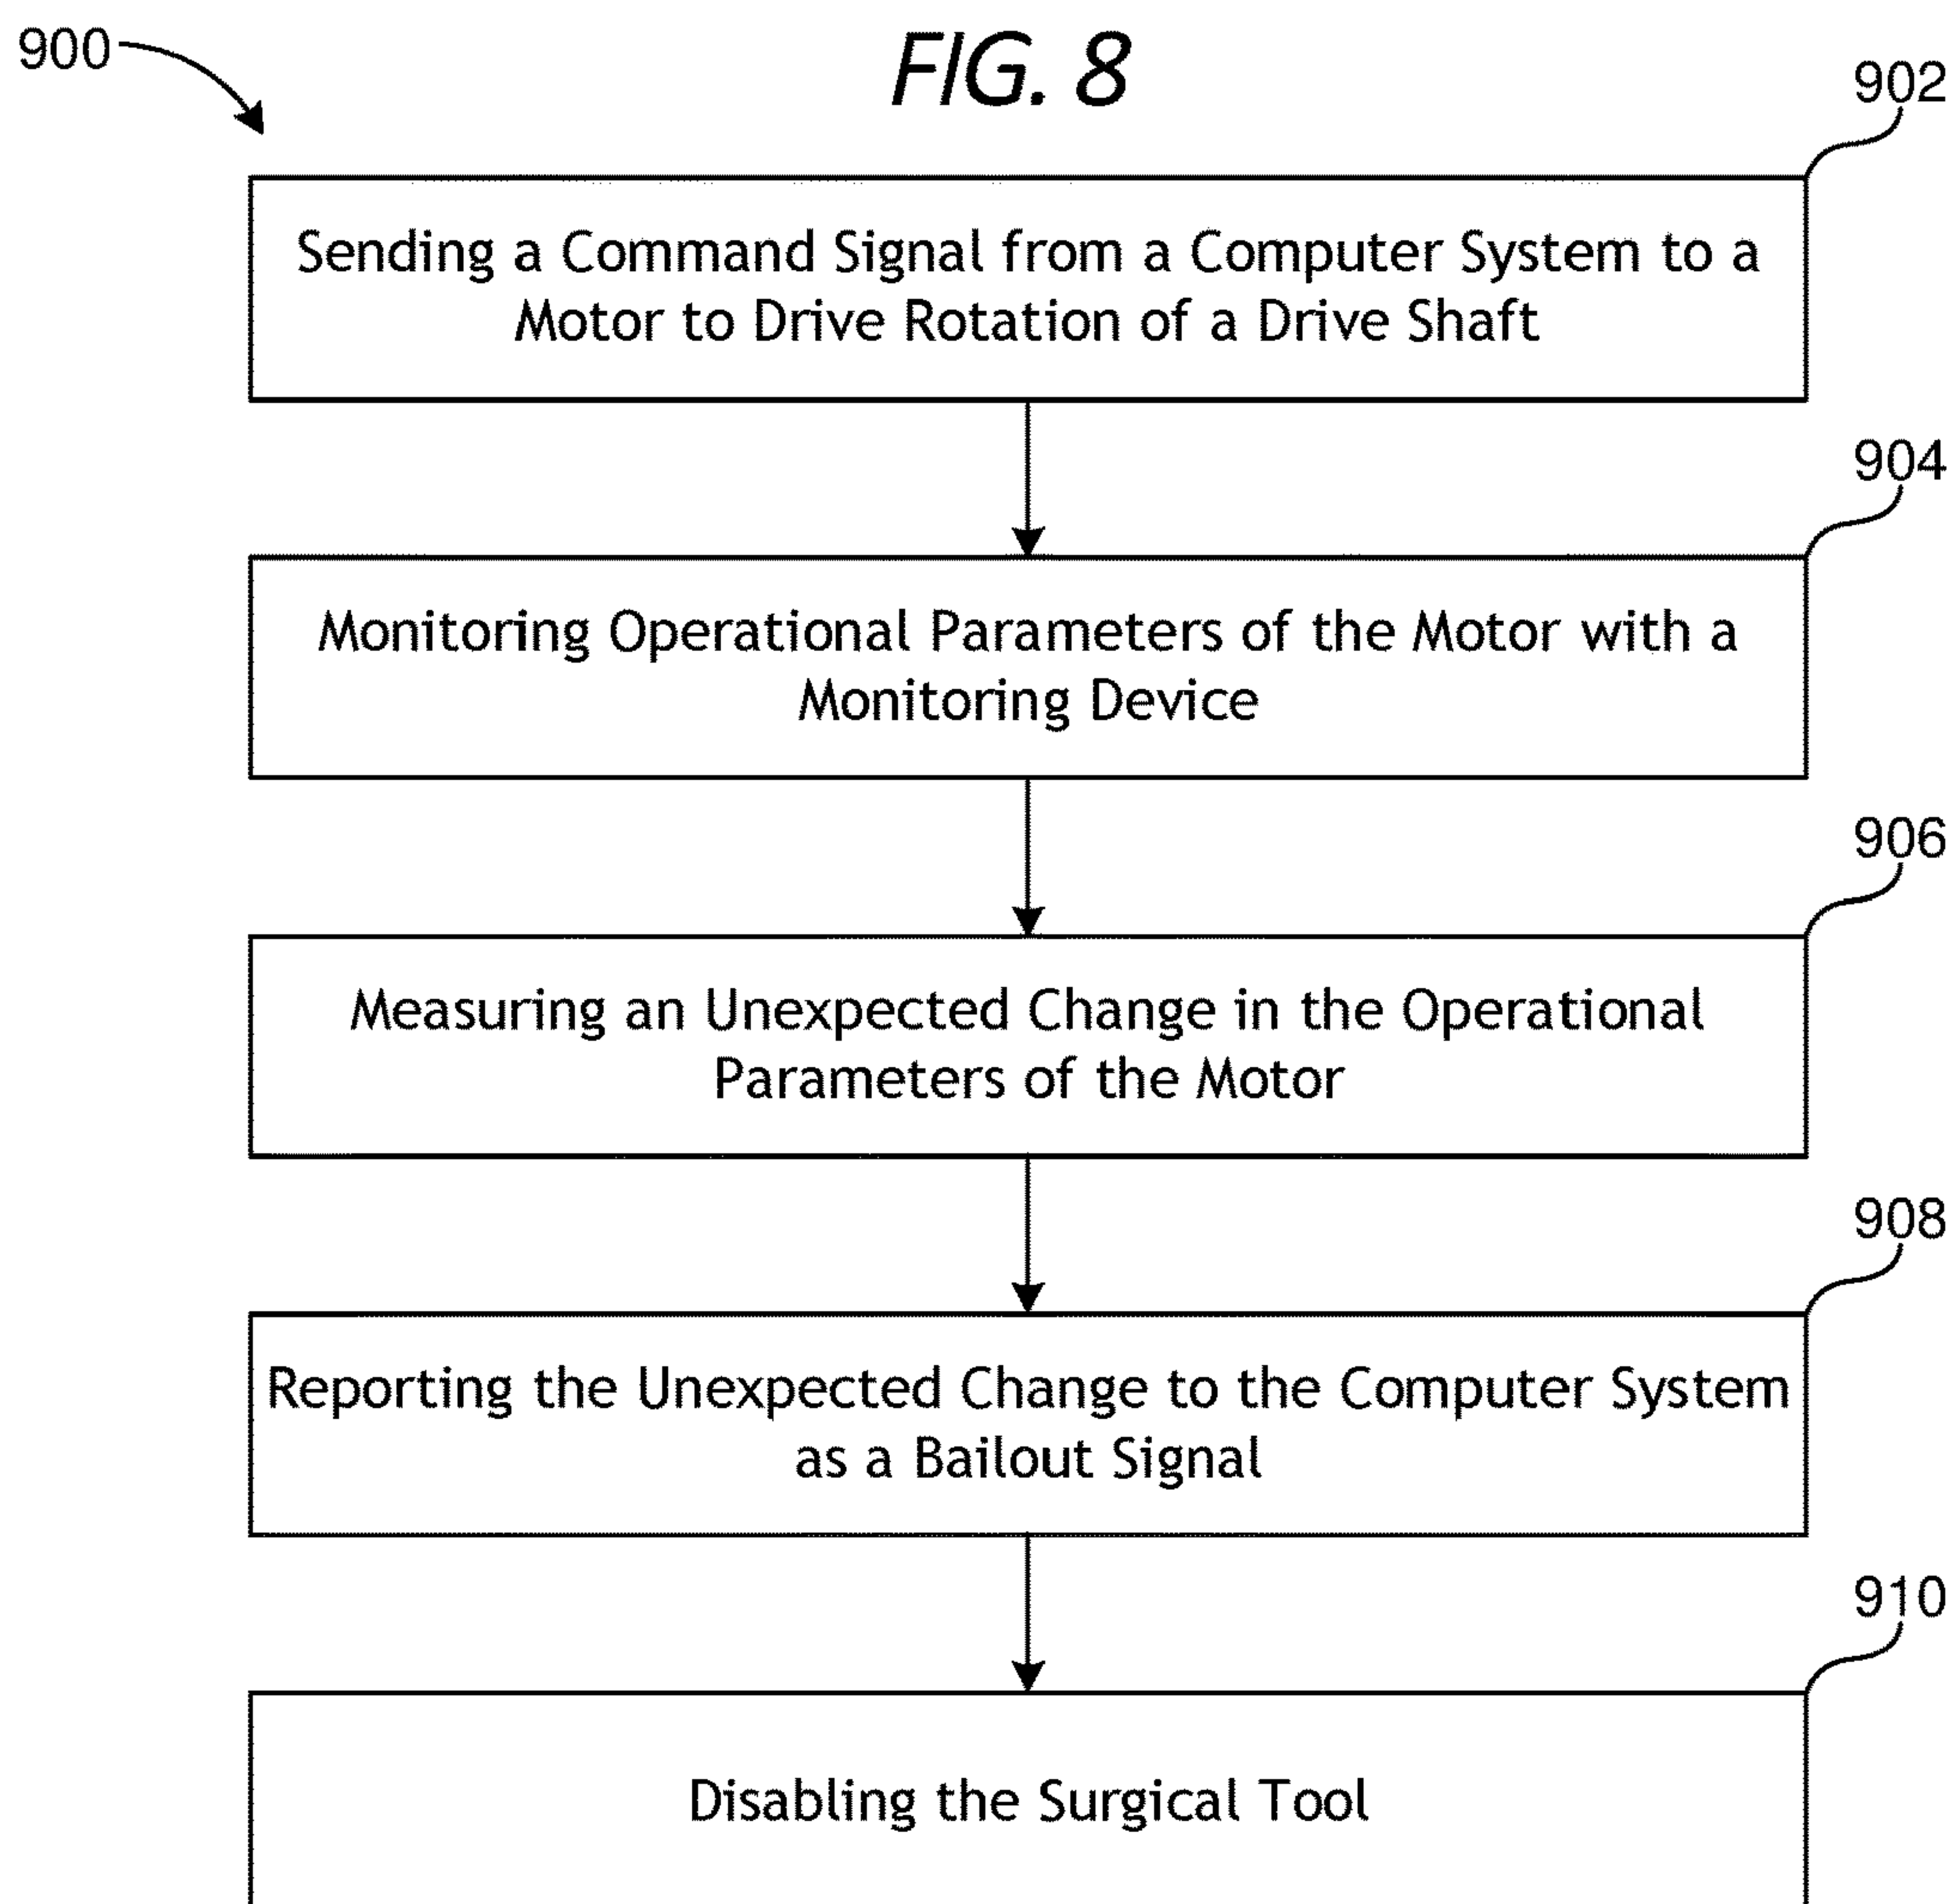 900
FIG. 8
902
Sending a Command Signal from a Computer System to a
Motor to Drive Rotation of a Drive Shaft
904
Monitoring Operational Parameters of the Motor with a
Monitoring Device
906
Measuring an Unexpected Change in the Operational
Parameters of the Motor
908
Reporting the Unexpected Change to the Computer System
as a Bailout Signal
910
Disabling the Surgical Tool